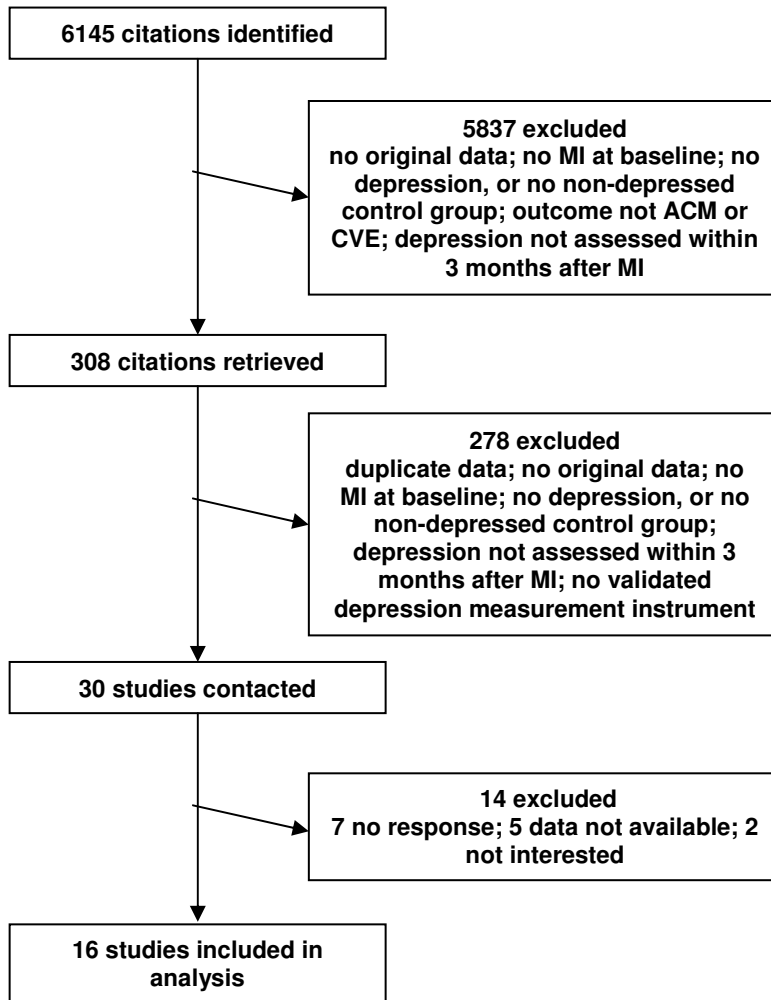 6145 citations identified
5837 excluded
no original data; no MI at baseline; no
depression, or no non-depressed
control group; outcome not ACM or
CVE; depression not assessed within
3 months after MI
308 citations retrieved
278 excluded
duplicate data; no original data; no
MI at baseline; no depression, or no
non-depressed control group;
depression not assessed within 3
months after MI; no validated
depression measurement instrument
30 studies contacted
14 excluded
7 no response; 5 data not available; 2
not interested
16 studies included in
analysis